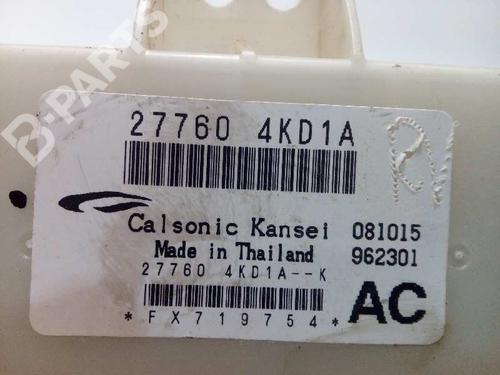 B-PARTS
27760 4KD1A
Calsonic Kansei 081015
Made in Thailand 962301
27760 4KD1A--K
*FX719754*
AC